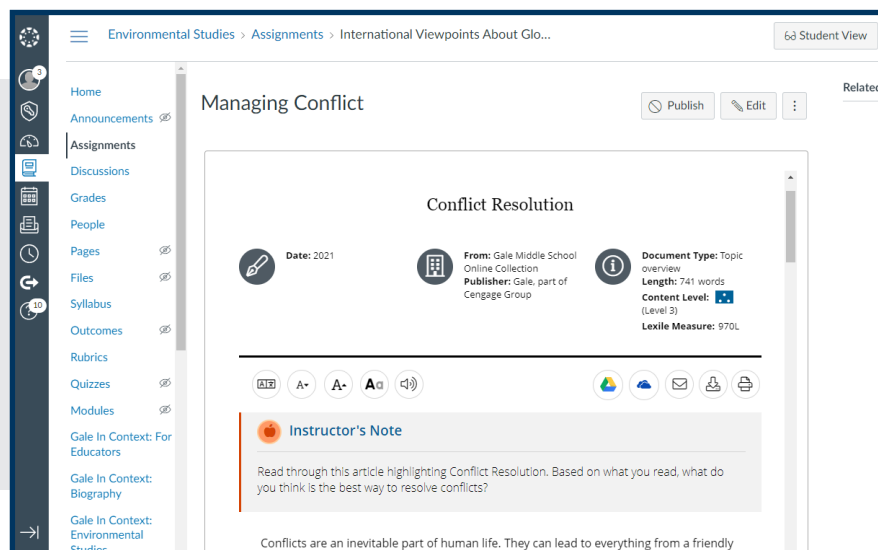 Environmental Studies > Assignments > International Viewpoints About Glo...
Student View
3
10
Home
Announcements
Assignments
Discussions
Grades
People
Pages
Files
Syllabus
Outcomes
Rubrics
Quizzes
Modules
Gale In Context: For
Educators
Gale In Context:
Biography
Gale In Context:
Environmental
Studies
Managing Conflict
Publish
Edit
Related
Conflict Resolution
Date: 2021
From: Gale Middle School
Online Collection
Publisher: Gale, part of
Cengage Group
Document Type: Topic
overview
Length: 741 words
Content Level:
(Level 3)
Lexile Measure: 970L
A
A
Aa
Instructor's Note
Read through this article highlighting Conflict Resolution. Based on what you read, what do
you think is the best way to resolve conflicts?
Conflicts are an inevitable part of human life. They can lead to everything from a friendly